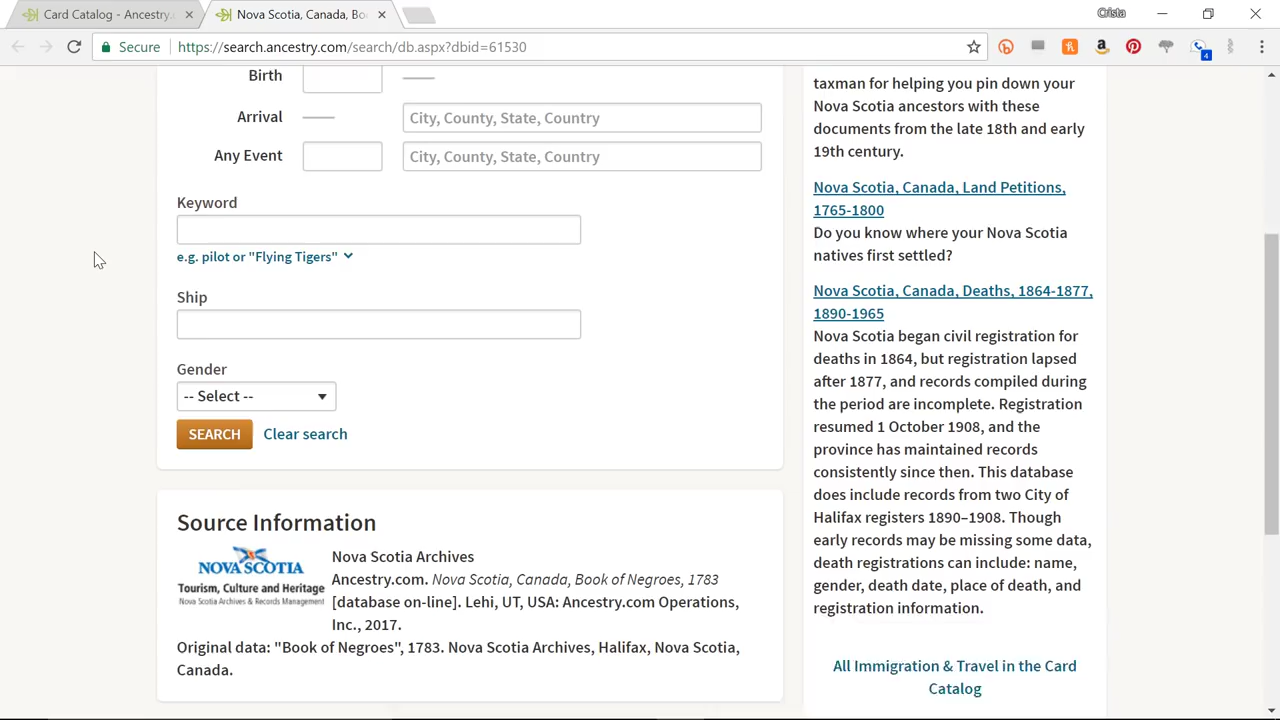 Card Catalog - Ancestry.
Nova Scotia, Canada, Bo
Crista
Secure
https://search.ancestry.com/search/db.aspx?dbid=61530
4
Birth
Arrival
City, County, State, Country
Any Event
City, County, State, Country
Keyword
e.g. pilot or "Flying Tigers"
Ship
Gender
-- Select --
SEARCH
Clear search
Source Information
NOVA SCOTIA
Tourism, Culture and Heritage
Nova Scotia Archives & Records Management
Nova Scotia Archives
Ancestry.com. Nova Scotia, Canada, Book of Negroes, 1783
[database on-line]. Lehi, UT, USA: Ancestry.com Operations,
Inc., 2017.
Original data: "Book of Negroes", 1783. Nova Scotia Archives, Halifax, Nova Scotia,
Canada.
taxman for helping you pin down your
Nova Scotia ancestors with these
documents from the late 18th and early
19th century.
Nova Scotia, Canada, Land Petitions,
1765-1800
Do you know where your Nova Scotia
natives first settled?
Nova Scotia, Canada, Deaths, 1864-1877,
1890-1965
Nova Scotia began civil registration for
deaths in 1864, but registration lapsed
after 1877, and records compiled during
the period are incomplete. Registration
resumed 1 October 1908, and the
province has maintained records
consistently since then. This database
does include records from two City of
Halifax registers 1890–1908. Though
early records may be missing some data,
death registrations can include: name,
gender, death date, place of death, and
registration information.
All Immigration & Travel in the Card
Catalog